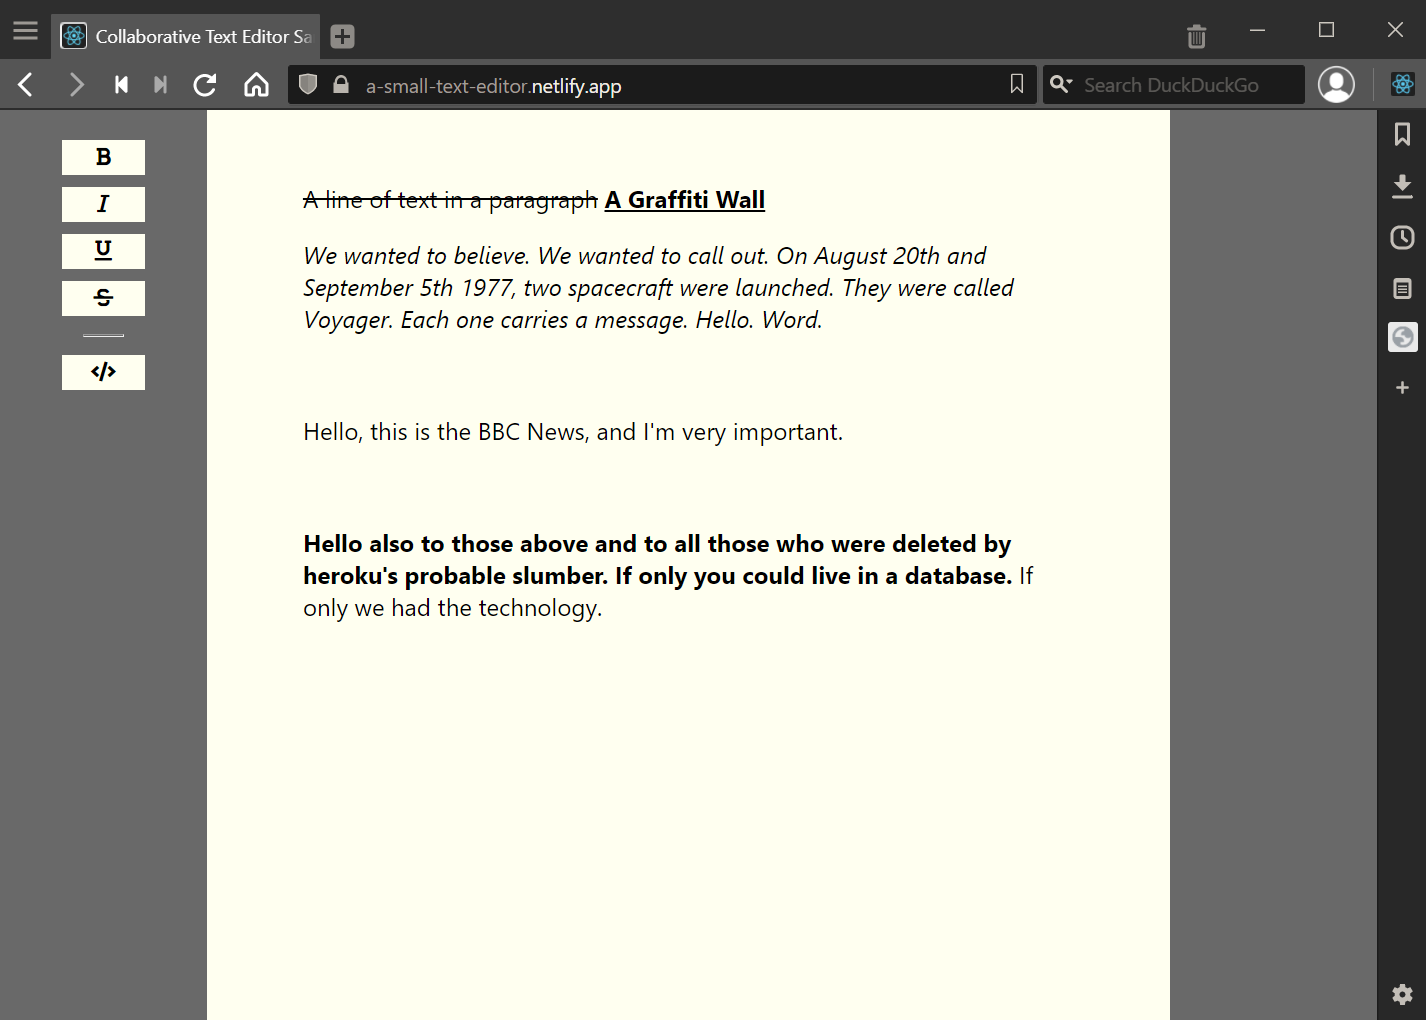 Collaborative Text Editor Sa
a-small-text-editor.netlify.app
Search DuckDuckGo
B
I
U
S
</>
A line of text in a paragraph A Graffiti Wall
We wanted to believe. We wanted to call out. On August 20th and
September 5th 1977, two spacecraft were launched. They were called
Voyager. Each one carries a message. Hello. Word.
Hello, this is the BBC News, and I'm very important.
Hello also to those above and to all those who were deleted by
heroku's probable slumber. If only you could live in a database. If
only we had the technology.